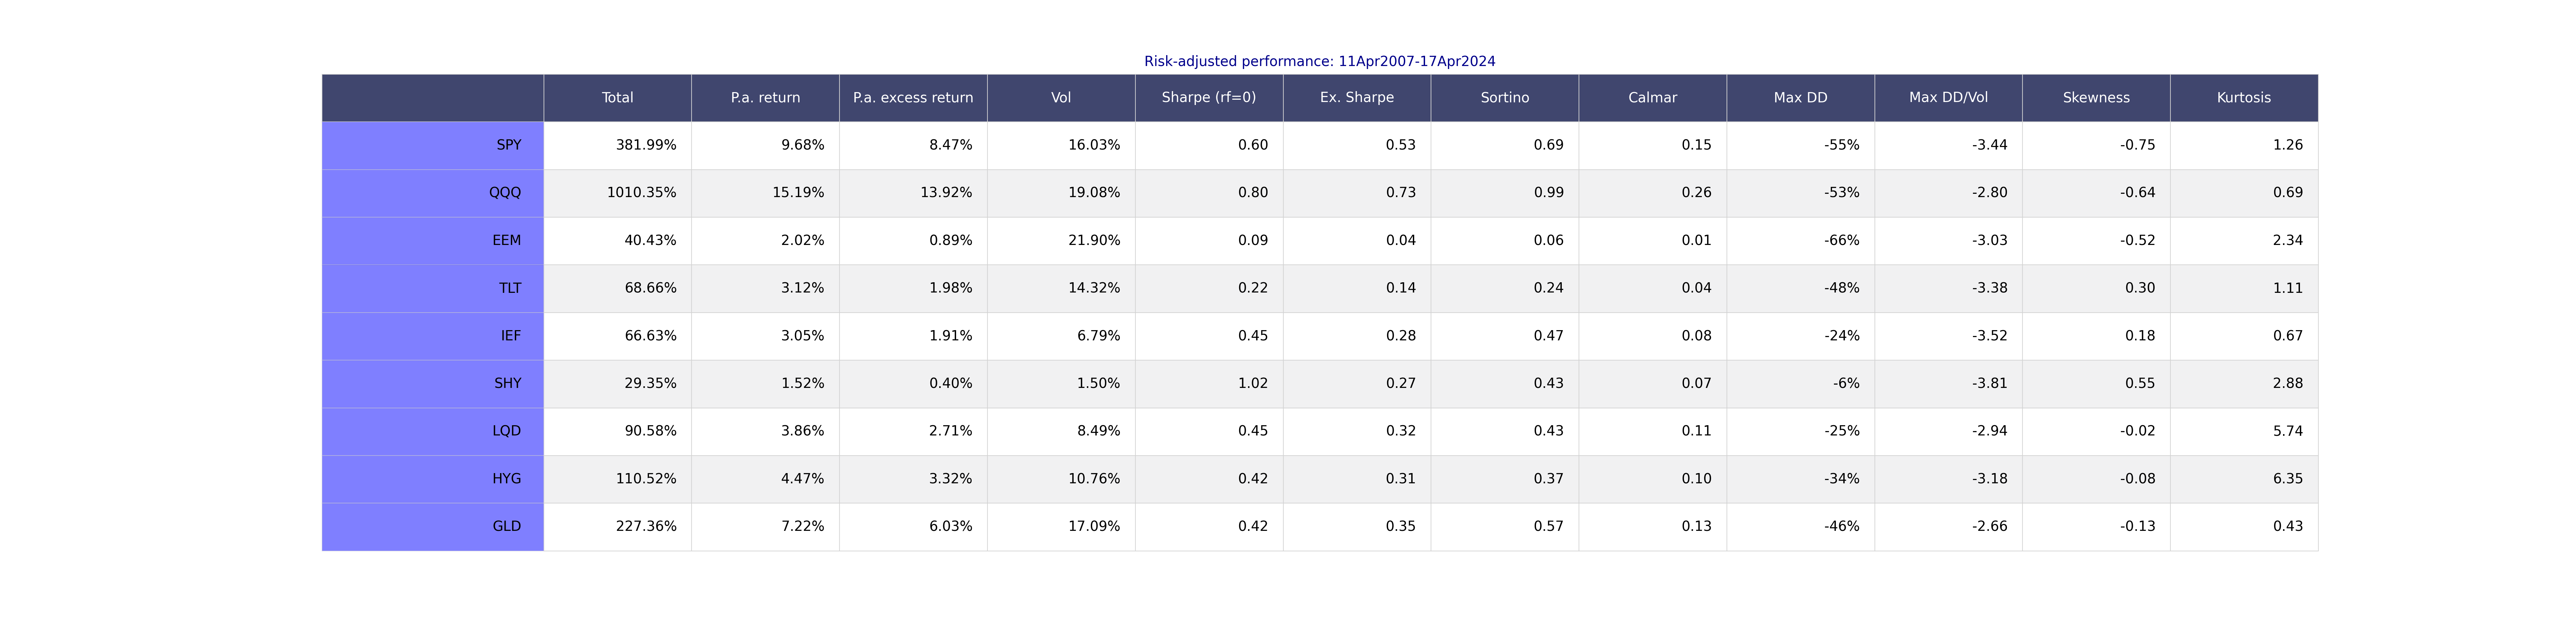 Risk-adjusted performance: 11Apr2007-17Apr2024
Total P.a. return P.a. excess return Vol Sharpe (rf=0) Ex. Sharpe Sortino Calmar Max DD Max DD/Vol Skewness Kurtosis
SPY 381.99% 9.68% 8.47% 16.03% 0.60 0.53 0.69 0.15 -55% -3.44 -0.75 1.26
QQQ 1010.35% 15.19% 13.92% 19.08% 0.80 0.73 0.99 0.26 -53% -2.80 -0.64 0.69
EEM 40.43% 2.02% 0.89% 21.90% 0.09 0.04 0.06 0.01 -66% -3.03 -0.52 2.34
TLT 68.66% 3.12% 1.98% 14.32% 0.22 0.14 0.24 0.04 -48% -3.38 0.30 1.11
IEF 66.63% 3.05% 1.91% 6.79% 0.45 0.28 0.47 0.08 -24% -3.52 0.18 0.67
SHY 29.35% 1.52% 0.40% 1.50% 1.02 0.27 0.43 0.07 -6% -3.81 0.55 2.88
LQD 90.58% 3.86% 2.71% 8.49% 0.45 0.32 0.43 0.11 -25% -2.94 -0.02 5.74
HYG 110.52% 4.47% 3.32% 10.76% 0.42 0.31 0.37 0.10 -34% -3.18 -0.08 6.35
GLD 227.36% 7.22% 6.03% 17.09% 0.42 0.35 0.57 0.13 -46% -2.66 -0.13 0.43